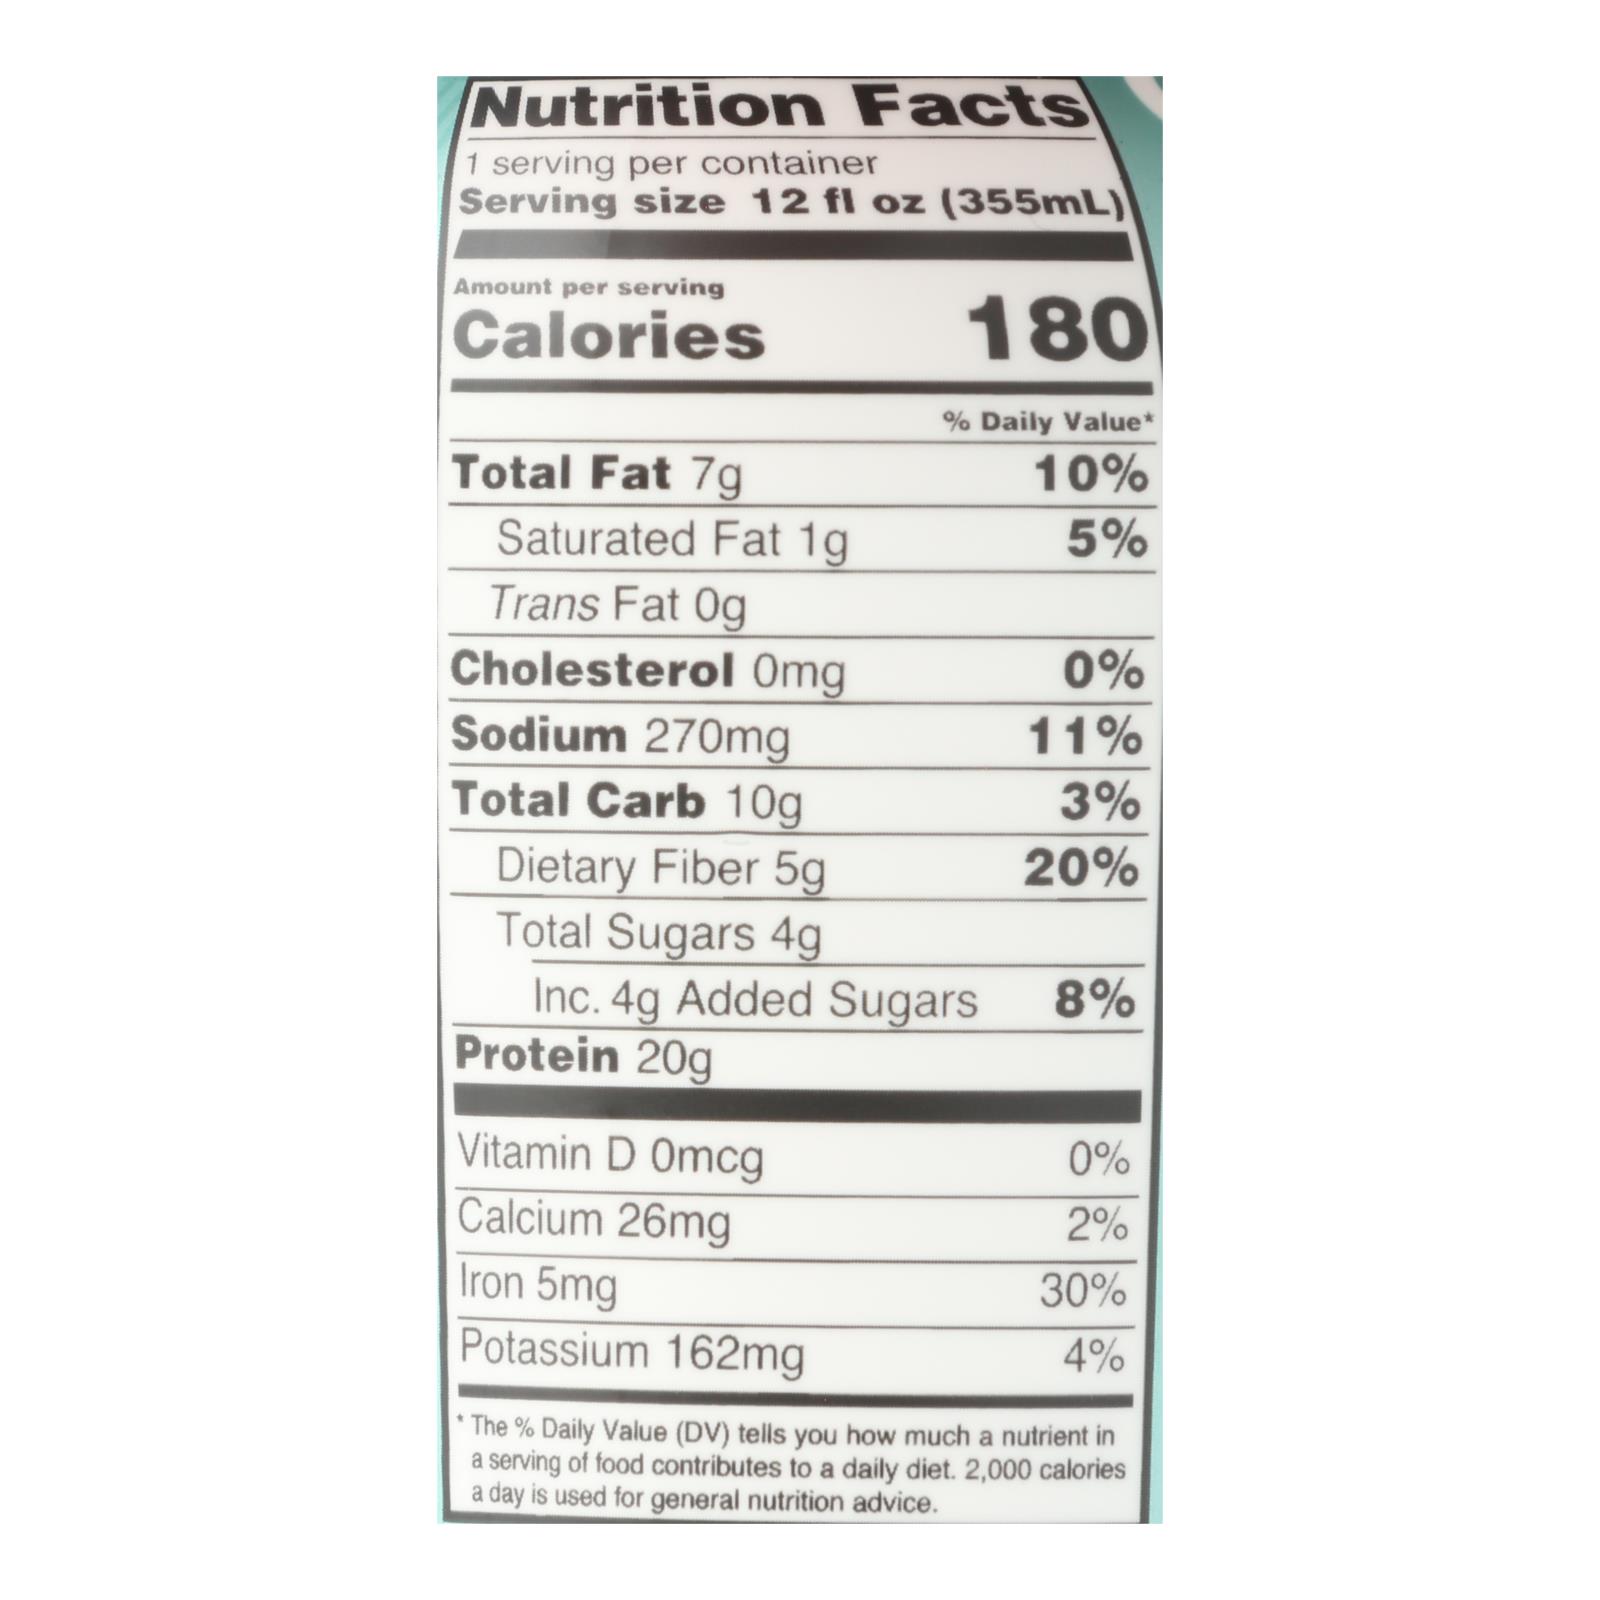 Nutrition Facts
1 serving per container
Serving size 12 fl oz (355mL)
Amount per serving
Calories 180
% Daily Value*
Total Fat 7g 10%
Saturated Fat 1g 5%
Trans Fat 0g
Cholesterol 0mg 0%
Sodium 270mg 11%
Total Carb 10g 3%
Dietary Fiber 5g 20%
Total Sugars 4g
Inc. 4g Added Sugars 8%
Protein 20g
Vitamin D 0mcg 0%
Calcium 26mg 2%
Iron 5mg 30%
Potassium 162mg 4%
* The % Daily Value (DV) tells you how much a nutrient in
a serving of food contributes to a daily diet. 2,000 calories
a day is used for general nutrition advice.